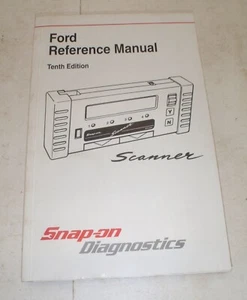 Ford
Reference Manual
Tenth Edition
Y
N
Scanner
Snap-on
Diagnostics